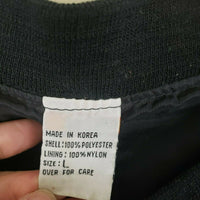 MADE IN KOREA
SHELL: 100% POLYESTER
LINING: 100% NYLON
SIZE: L
OVER FOR CARE